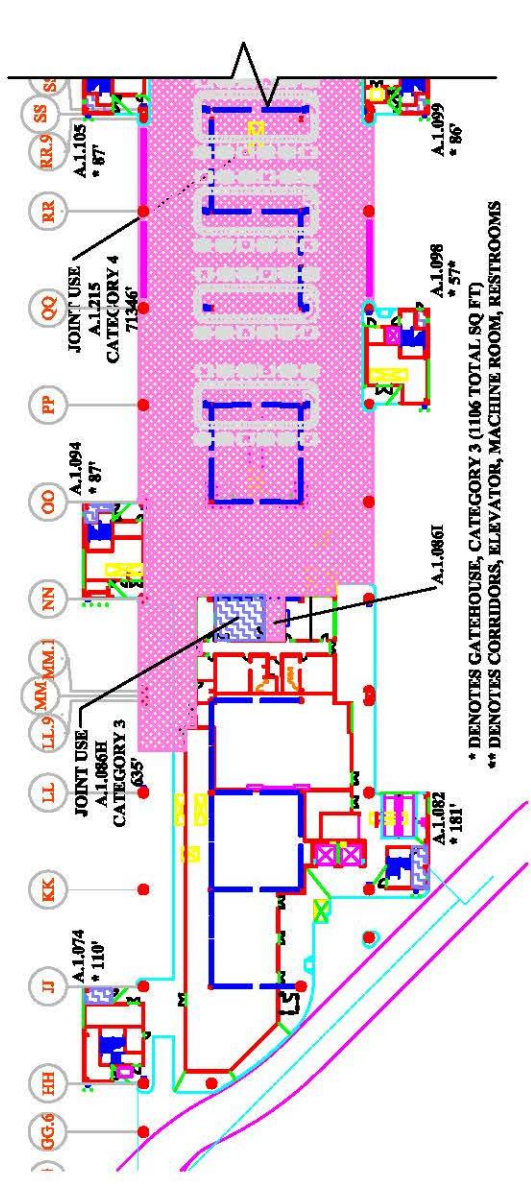 GG.6 HH JJ KK LL LL.9 MM MM.1 NN OO PP QQ RR RR.9 SS
A.1.074
* 110'
JOINT USE
A.1.086H
CATEGORY 3
635'
A.1.094
* 87'
JOINT USE
A.1.215
CATEGORY 4
71346'
A.1.105
* 87'
A.1.082
* 181'
A.1.086I
A.1.098
* 57"
A.1.099
* 86'
* DENOTES GATEHOUSE, CATEGORY 3 (1106 TOTAL SQ FT)
** DENOTES CORRIDORS, ELEVATOR, MACHINE ROOM, RESTROOMS